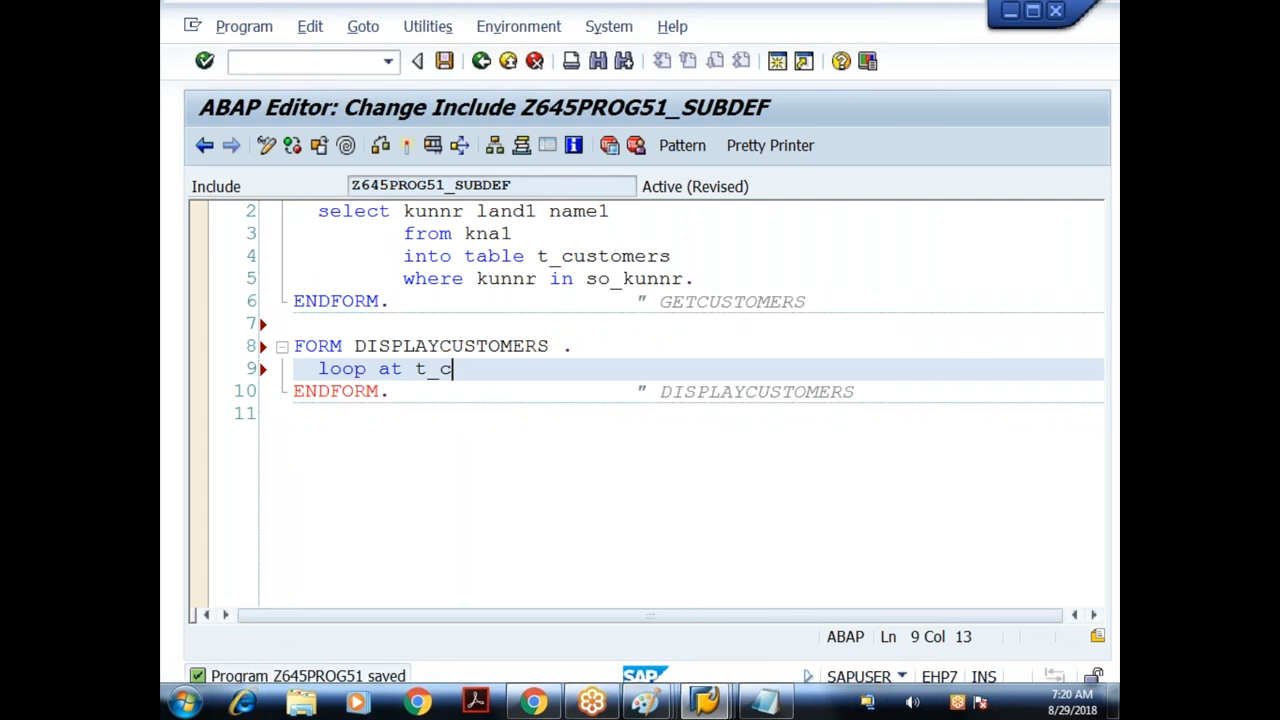 Program Edit Goto Utilities Environment System Help
ABAP Editor: Change Include Z645PROG51_SUBDEF
Pattern Pretty Printer
Include Z645PROG51_SUBDEF Active (Revised)
2 select kunnr land1 name1
3 from kna1
4 into table t_customers
5 where kunnr in so_kunnr.
6 ENDFORM. " GETCUSTOMERS
7
8 FORM DISPLAYCUSTOMERS .
9 loop at t_c
10 ENDFORM. " DISPLAYCUSTOMERS
11
ABAP Ln 9 Col 13
Program Z645PROG51 saved SAP SAPUSER EHP7 INS
7:20 AM
8/29/2018